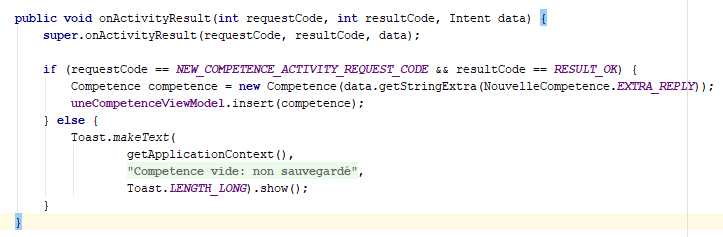 public void onActivityResult(int requestCode, int resultCode, Intent data) {
super.onActivityResult(requestCode, resultCode, data);
if (requestCode == NEW_COMPETENCE_ACTIVITY_REQUEST_CODE && resultCode == RESULT_OK) {
Competence competence = new Competence(data.getStringExtra(NouvelleCompetence.EXTRA_REPLY));
uneCompetenceViewModel.insert(competence);
} else {
Toast.makeText(
getApplicationContext(),
"Competence vide: non sauvegardé",
Toast.LENGTH_LONG).show();
}
}